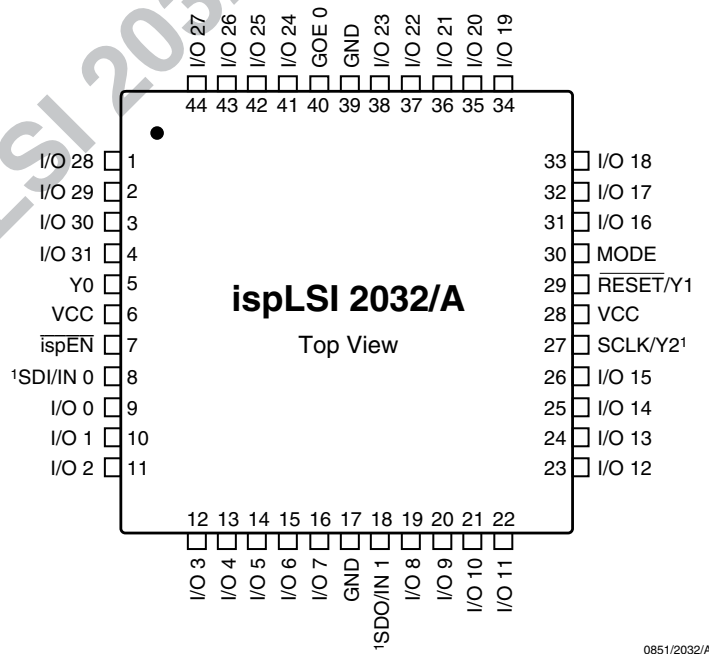 LSI 203
I/O 27
I/O 26
I/O 25
I/O 24
GOE 0
GND
I/O 23
I/O 22
I/O 21
I/O 20
I/O 19
44 43 42 41 40 39 38 37 36 35 34
I/O 28 1
I/O 29 2
I/O 30 3
I/O 31 4
Y0 5
VCC 6
ispEN 7
¹SDI/IN 0 8
I/O 0 9
I/O 1 10
I/O 2 11
ispLSI 2032/A
Top View
33 I/O 18
32 I/O 17
31 I/O 16
30 MODE
29 RESET/Y1
28 VCC
27 SCLK/Y2¹
26 I/O 15
25 I/O 14
24 I/O 13
23 I/O 12
12 13 14 15 16 17 18 19 20 21 22
I/O 3
I/O 4
I/O 5
I/O 6
I/O 7
GND
¹SDO/IN 1
I/O 8
I/O 9
I/O 10
I/O 11
0851/2032/A